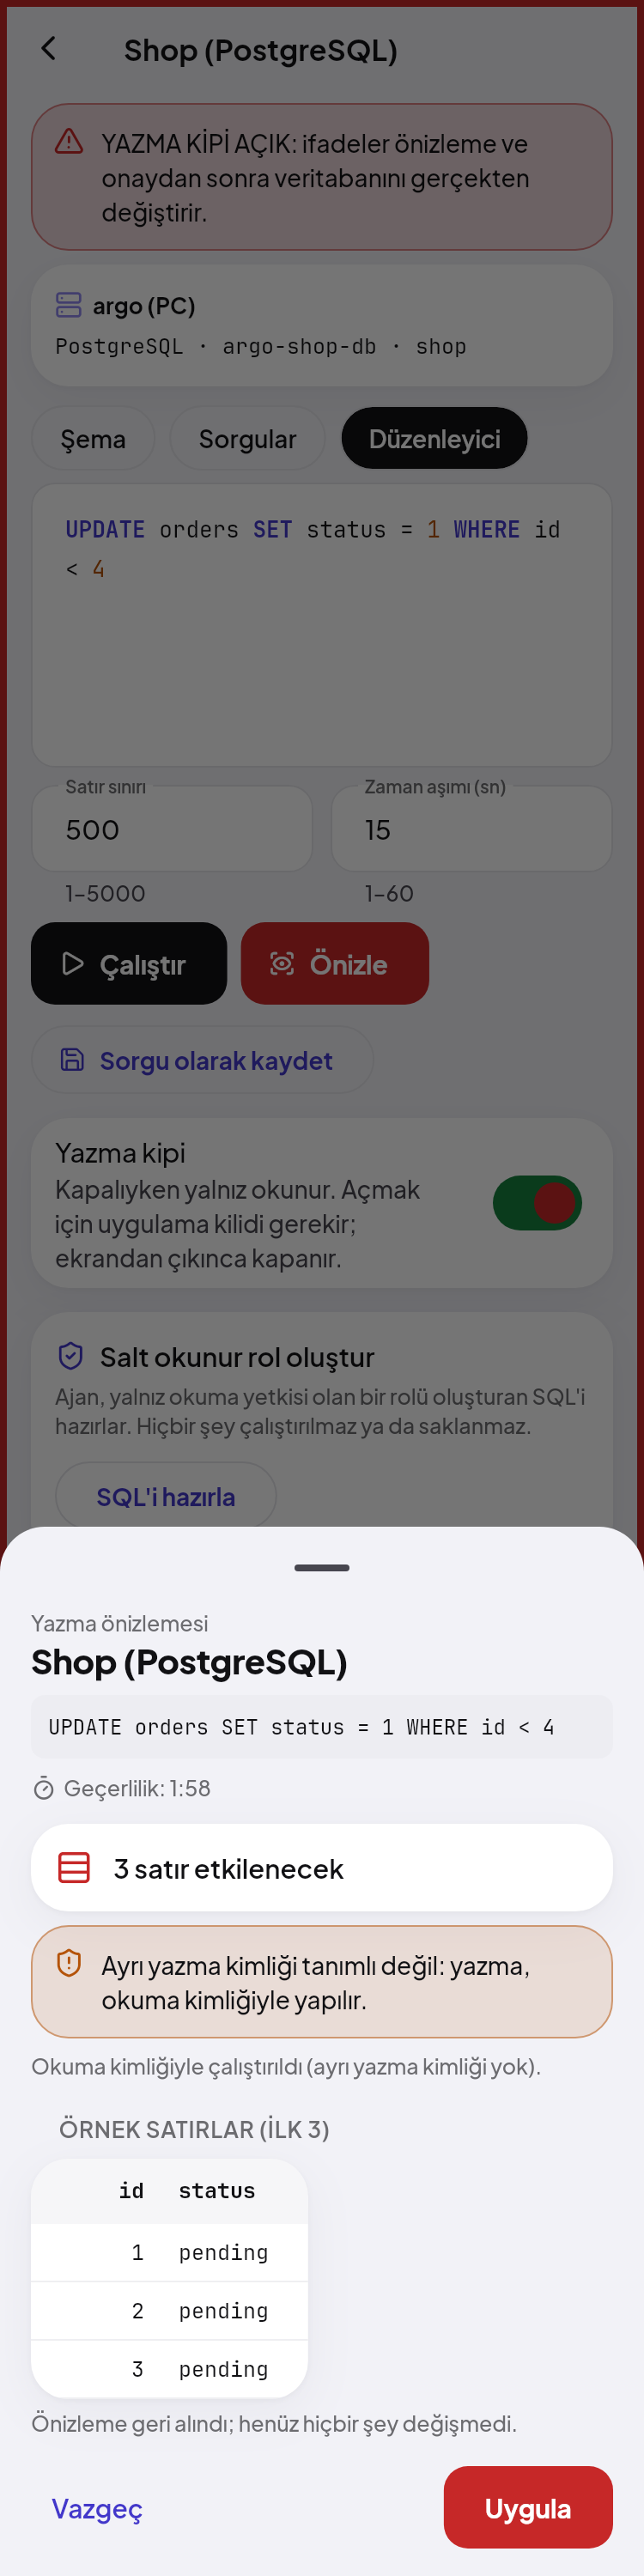 Shop (PostgreSQL)
YAZMA KİPİ AÇIK: ifadeler önizleme ve
onaydan sonra veritabanını gerçekten
değiştirir.
argo (PC)
PostgreSQL · argo-shop-db · shop
Şema
Sorgular
Düzenleyici
UPDATE orders SET status = 1 WHERE id
< 4
Satır sınırı
Zaman aşımı (sn)
500
15
1–5000
1–60
Çalıştır
Önizle
Sorgu olarak kaydet
Yazma kipi
Kapalıyken yalnız okunur. Açmak
için uygulama kilidi gerekir;
ekrandan çıkınca kapanır.
Salt okunur rol oluştur
Ajan, yalnız okuma yetkisi olan bir rolü oluşturan SQL'i
hazırlar. Hiçbir şey çalıştırılmaz ya da saklanmaz.
SQL'i hazırla
Yazma önizlemesi
Shop (PostgreSQL)
UPDATE orders SET status = 1 WHERE id < 4
Geçerlilik: 1:58
3 satır etkilenecek
Ayrı yazma kimliği tanımlı değil: yazma,
okuma kimliğiyle yapılır.
Okuma kimliğiyle çalıştırıldı (ayrı yazma kimliği yok).
ÖRNEK SATIRLAR (İLK 3)
id status
1 pending
2 pending
3 pending
Önizleme geri alındı; henüz hiçbir şey değişmedi.
Vazgeç
Uygula